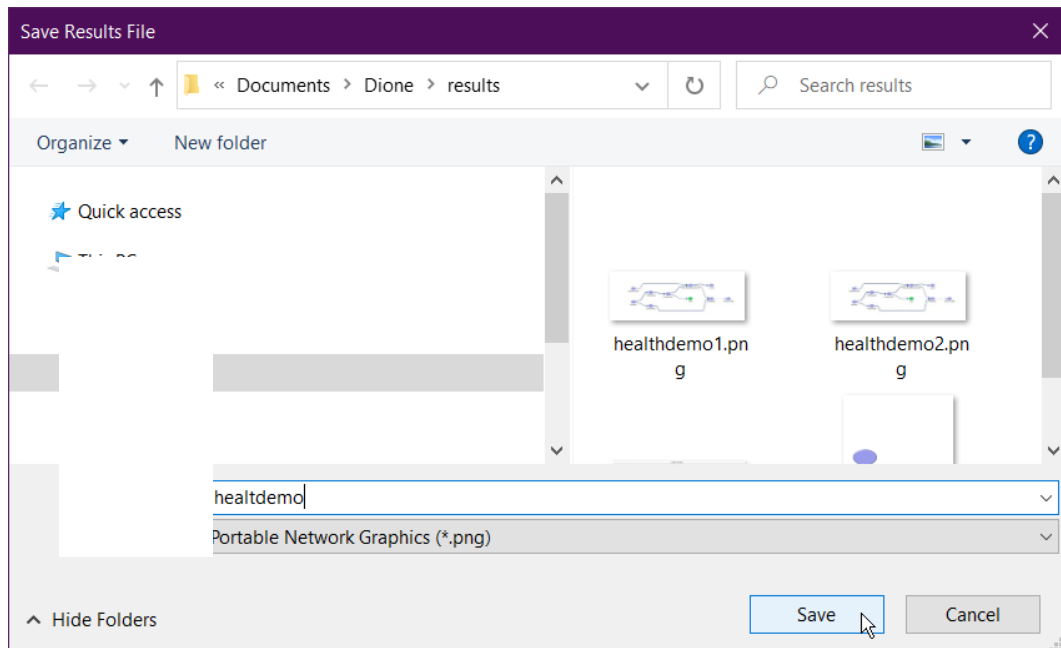 Save Results File
« Documents > Dione > results
Search results
Organize
New folder
?
Quick access
healthdemo1.pn
g
healthdemo2.pn
g
healtdemo
Portable Network Graphics (*.png)
Hide Folders
Save
Cancel